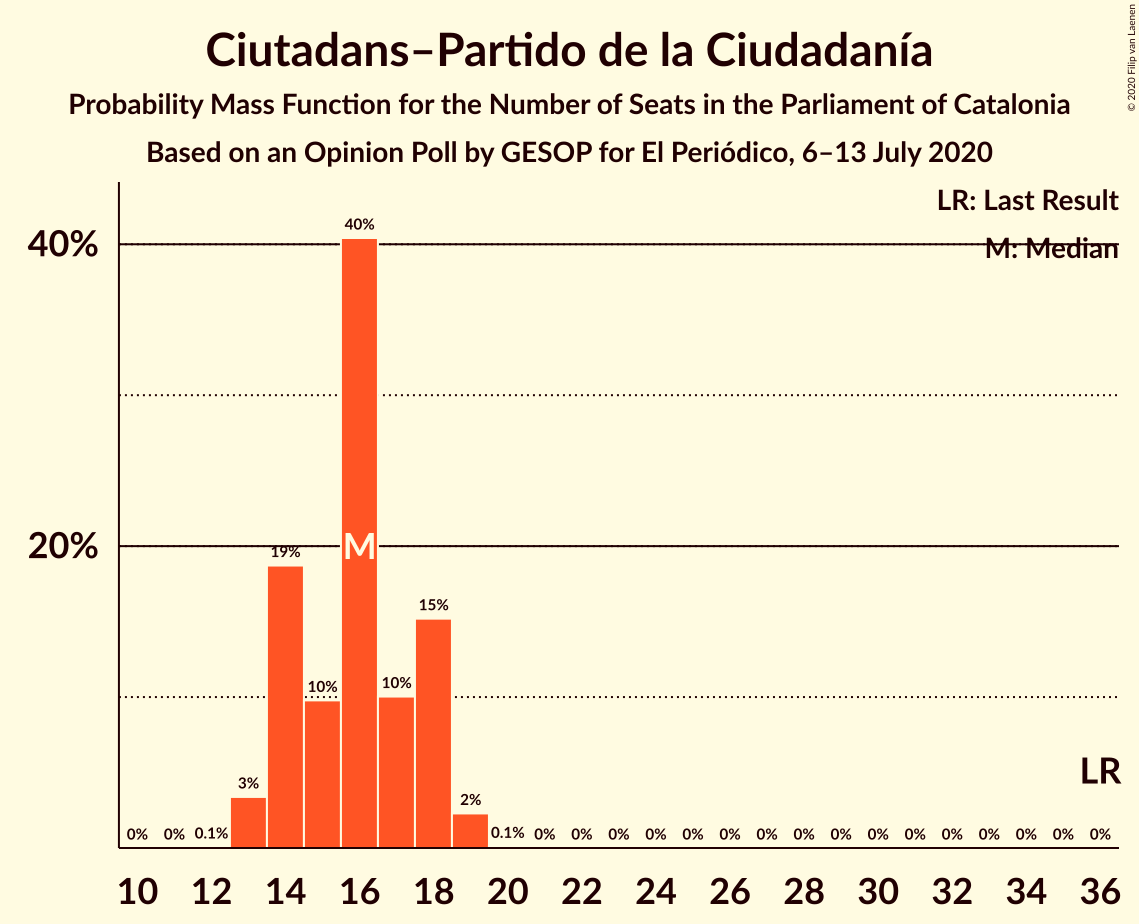 Ciutadans–Partido de la Ciudadanía
Probability Mass Function for the Number of Seats in the Parliament of Catalonia
Based on an Opinion Poll by GESOP for El Periódico, 6–13 July 2020
© 2020 Filip van Laenen
LR: Last Result
M: Median
40%
20%
40%
M
19%
15%
10%
10%
3%
2%
LR
0% 0% 0.1% 0.1% 0% 0% 0% 0% 0% 0% 0% 0% 0% 0% 0% 0% 0% 0% 0% 0%
10 12 14 16 18 20 22 24 26 28 30 32 34 36